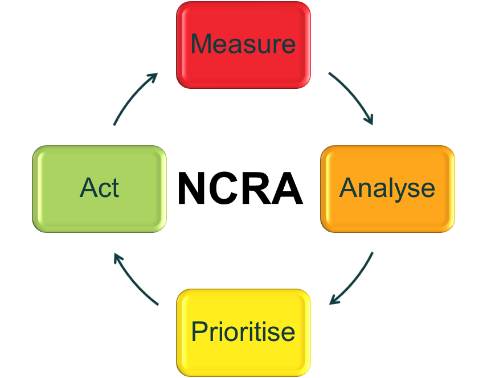 Measure
Act
NCRA
Analyse
Prioritise